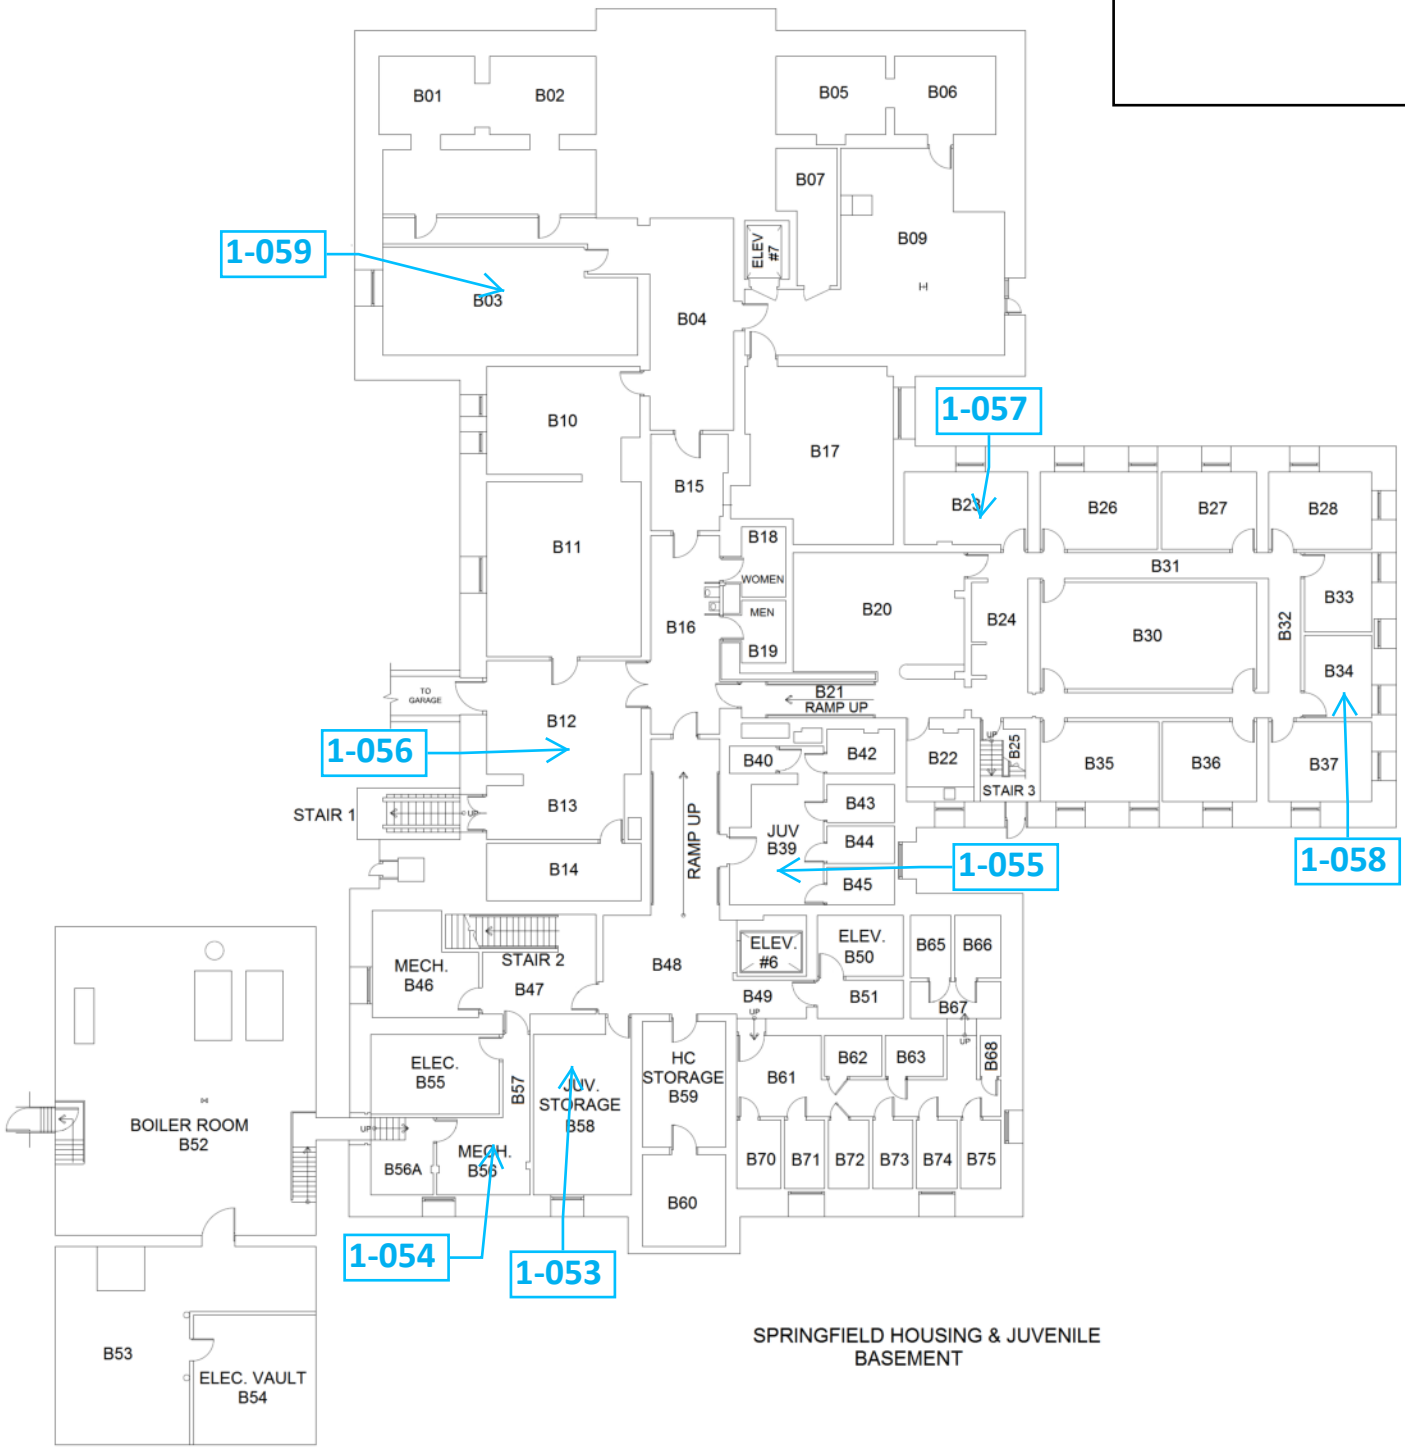 B01
B02
B05
B06
B07
1-059
ELEV
#7
B09
B03
B04
1-057
B10
B17
B15
B23
B26
B27
B28
B18
B11
WOMEN
B31
MEN
B20
B24
B33
B16
B30
B32
B19
B34
TO
GARAGE
B21
RAMP UP
B12
1-056
UP
B25
B40
B42
B22
B35
B36
B37
STAIR 3
B13
B43
STAIR 1
UP
RAMP UP
JUV
B39
B44
1-055
1-058
B14
B45
STAIR 2
ELEV.
#6
ELEV.
B50
B65
B66
MECH.
B46
B48
B47
B49
B51
B67
UP
UP
ELEC.
B55
B57
HC
STORAGE
B59
B62
B63
B68
B61
JUV.
STORAGE
B58
BOILER ROOM
B52
UP
MECH.
B56
B56A
B70
B71
B72
B73
B74
B75
B60
1-054
1-053
SPRINGFIELD HOUSING & JUVENILE
BASEMENT
B53
ELEC. VAULT
B54